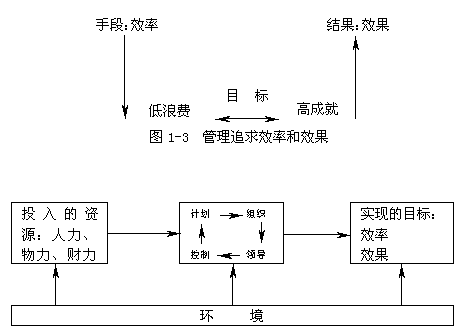 手段:效率 结果:效果
目 标
低浪费 高成就
图 1-3 管理追求效率和效果
投入的资 计划 组织 实现的目标:
源:人力、 效率
物力、财力 控制 领导 效果
环 境